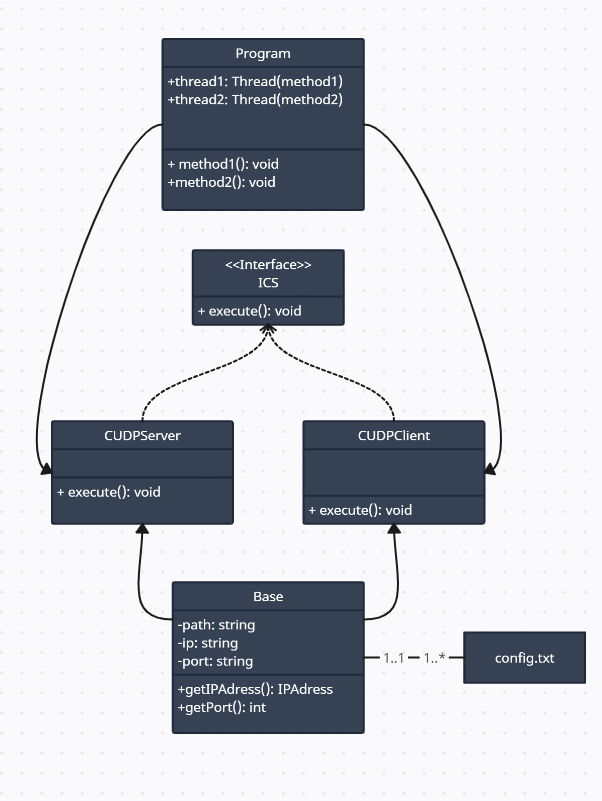 Program
+thread1: Thread(method1)
+thread2: Thread(method2)
+ method1(): void
+method2(): void
<<Interface>>
ICS
+ execute(): void
CUDPServer
+ execute(): void
CUDPClient
+ execute(): void
Base
-path: string
-ip: string
-port: string
+getIPAdress(): IPAdress
+getPort(): int
1..1
1..*
config.txt